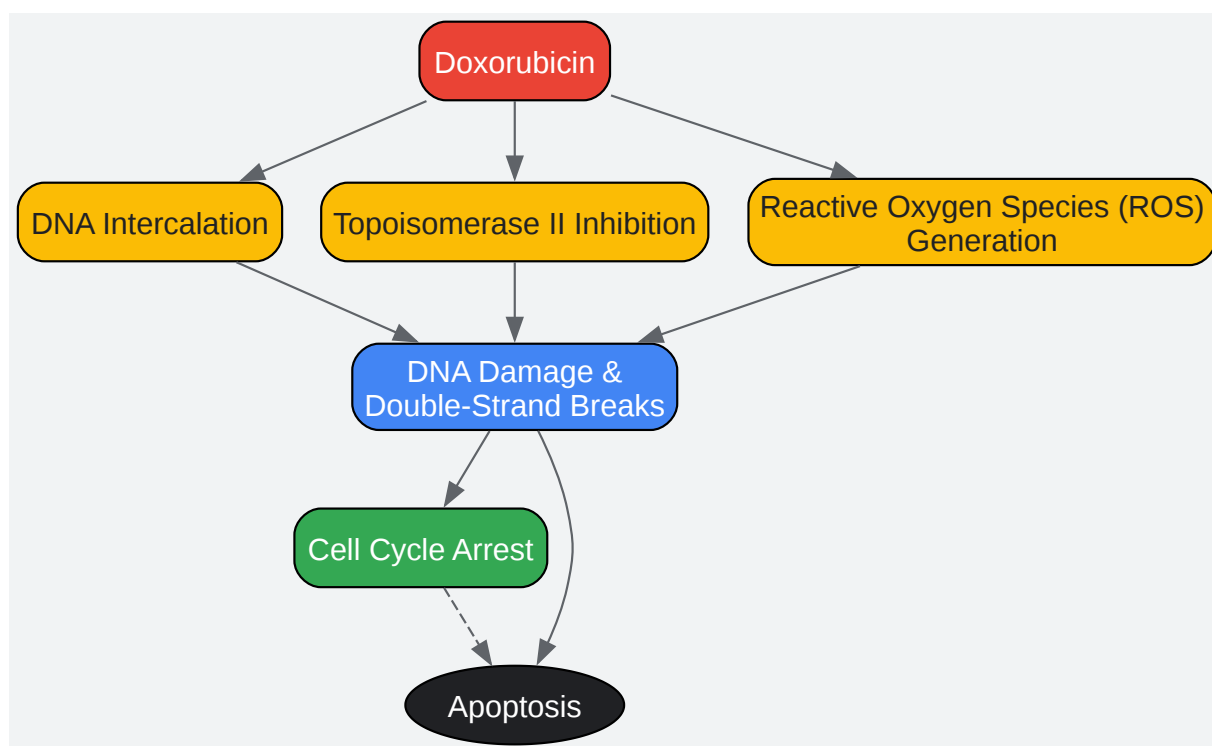 Doxorubicin
DNA Intercalation
Topoisomerase II Inhibition
Reactive Oxygen Species (ROS)
Generation
DNA Damage &
Double-Strand Breaks
Cell Cycle Arrest
Apoptosis